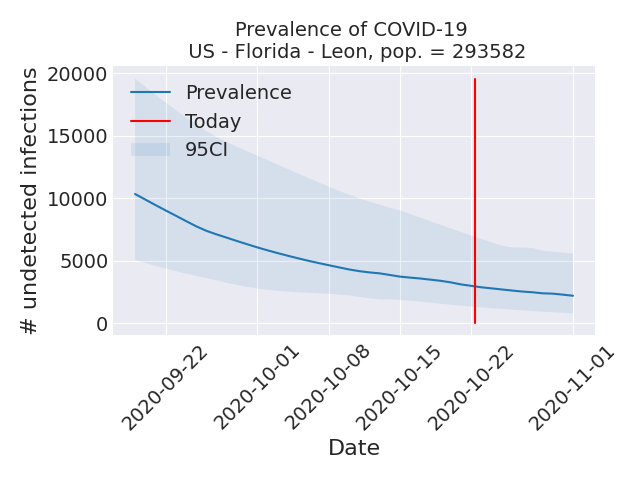 Prevalence of COVID-19
US - Florida - Leon, pop. = 293582
# undetected infections
20000
15000
10000
5000
0
Prevalence
Today
95CI
2020-09-22
2020-10-01
2020-10-08
2020-10-15
2020-10-22
2020-11-01
Date